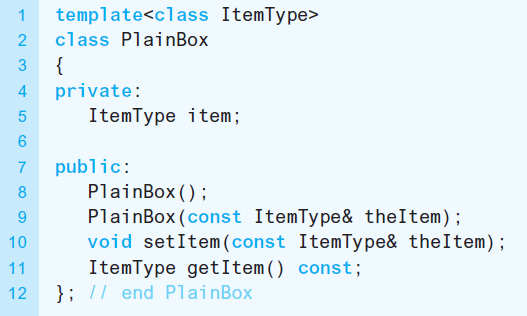 1 template<class ItemType>
2 class PlainBox
3 {
4 private:
5    ItemType item;
6
7 public:
8    PlainBox();
9    PlainBox(const ItemType& theItem);
10    void setItem(const ItemType& theItem);
11    ItemType getItem() const;
12 }; // end PlainBox